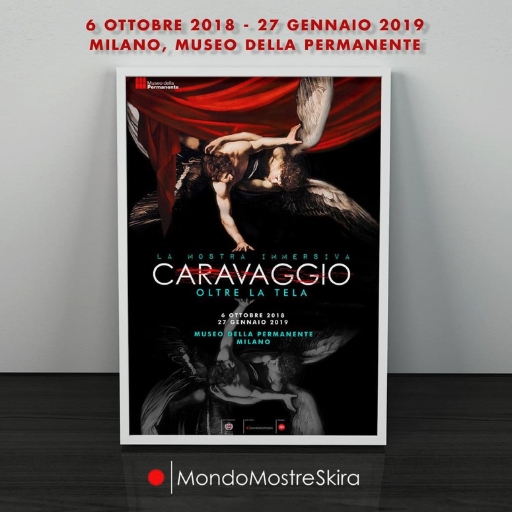 6 OTTOBRE 2018 - 27 GENNAIO 2019
MILANO, MUSEO DELLA PERMANENTE
Museo della
Permanente
LA MOSTRA IMMERSIVA
CARAVAGGIO
OLTRE LA TELA
6 OTTOBRE 2018
27 GENNAIO 2019
MUSEO DELLA PERMANENTE
MILANO
MondoMostreSkira